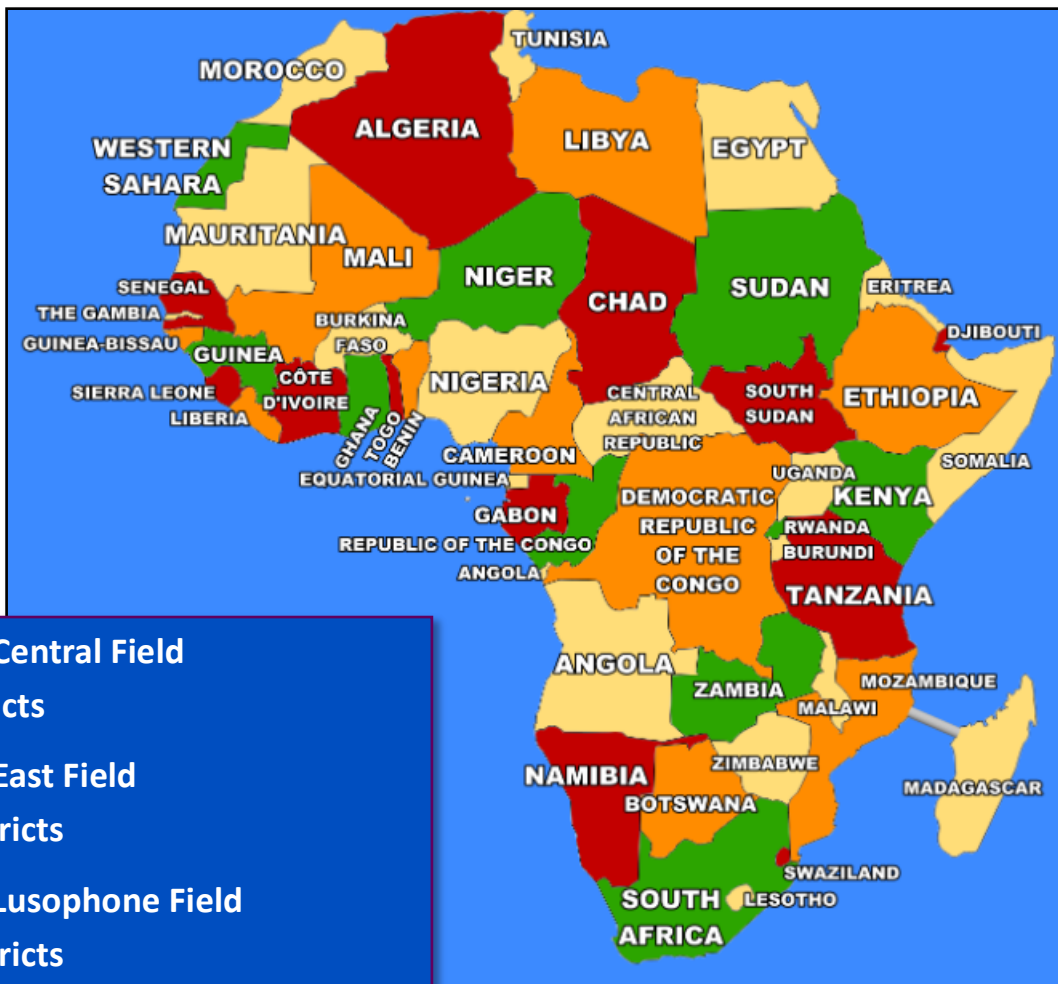 TUNISIA
MOROCCO
ALGERIA
LIBYA
EGYPT
WESTERN
SAHARA
MAURITANIA
MALI
NIGER
CHAD
SUDAN
ERITREA
SENEGAL
THE GAMBIA
GUINEA-BISSAU
GUINEA
BURKINA
FASO
DJIBOUTI
SIERRA LEONE
LIBERIA
CÔTE
D'IVOIRE
GHANA
TOGO
BENIN
NIGERIA
CENTRAL
AFRICAN
REPUBLIC
SOUTH
SUDAN
ETHIOPIA
SOMALIA
CAMEROON
EQUATORIAL GUINEA
GABON
REPUBLIC OF THE CONGO
ANGOLA
DEMOCRATIC
REPUBLIC
OF THE
CONGO
UGANDA
KENYA
RWANDA
BURUNDI
TANZANIA
ANGOLA
ZAMBIA
MALAWI
MOZAMBIQUE
NAMIBIA
ZIMBABWE
BOTSWANA
MADAGASCAR
SWAZILAND
SOUTH
AFRICA
LESOTHO
Central Field
cts
East Field
ricts
Lusophone Field
ricts